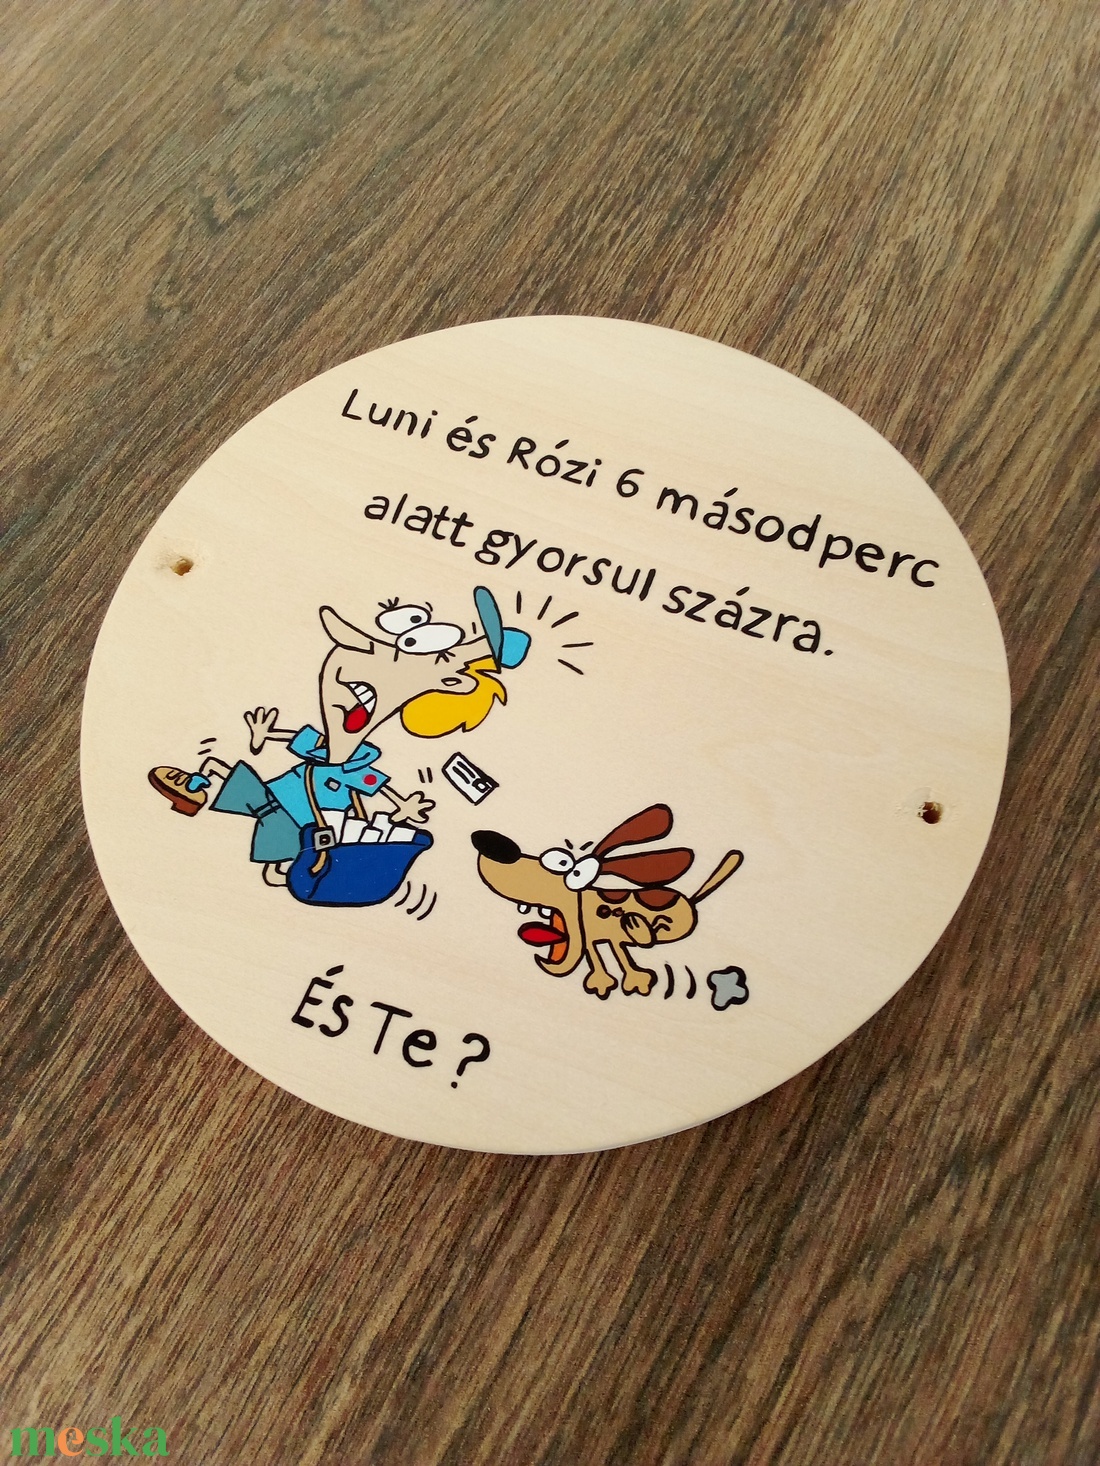 Luni és Rózi 6 másodperc
alatt gyorsul százra.
És Te?
meska